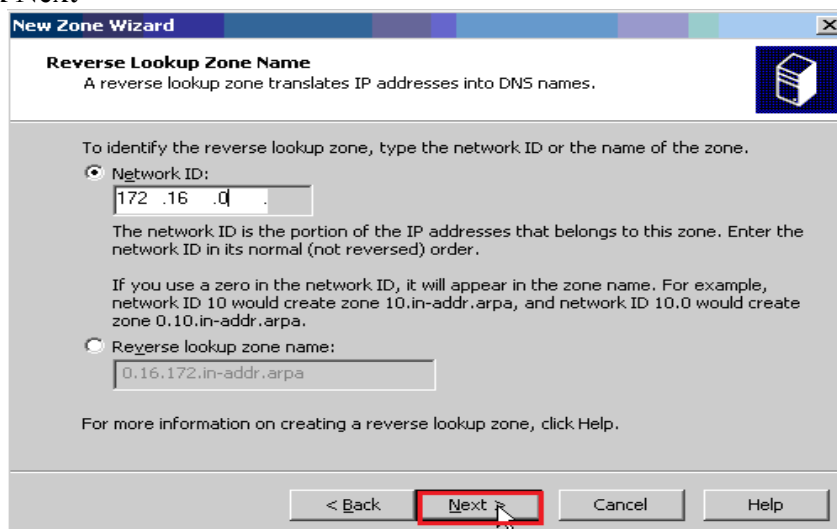 New Zone Wizard
Reverse Lookup Zone Name
A reverse lookup zone translates IP addresses into DNS names.
To identify the reverse lookup zone, type the network ID or the name of the zone.
Network ID:
172 .16 .0 .
The network ID is the portion of the IP addresses that belongs to this zone. Enter the
network ID in its normal (not reversed) order.
If you use a zero in the network ID, it will appear in the zone name. For example,
network ID 10 would create zone 10.in-addr.arpa, and network ID 10.0 would create
zone 0.10.in-addr.arpa.
Reverse lookup zone name:
0.16.172.in-addr.arpa
For more information on creating a reverse lookup zone, click Help.
< Back Next > Cancel Help